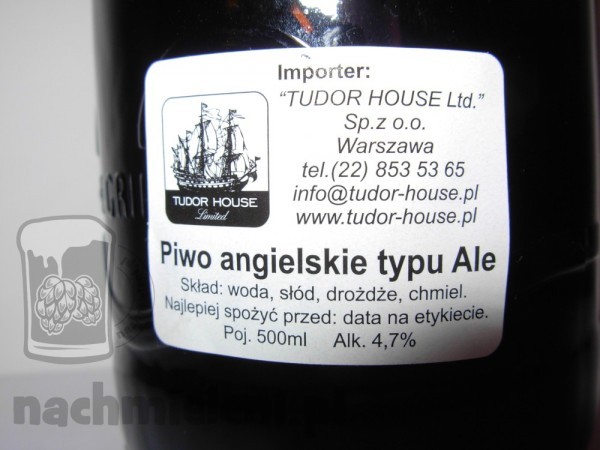 Importer:
"TUDOR HOUSE Ltd."
Sp.z o.o.
Warszawa
tel.(22) 853 53 65
info@tudor-house.pl
www.tudor-house.pl
TUDOR HOUSE
Limited
Piwo angielskie typu Ale
Skład: woda, słód, drożdże, chmiel.
Najlepiej spożyć przed: data na etykiecie.
Poj. 500ml Alk. 4,7%
nachmieleni.pl